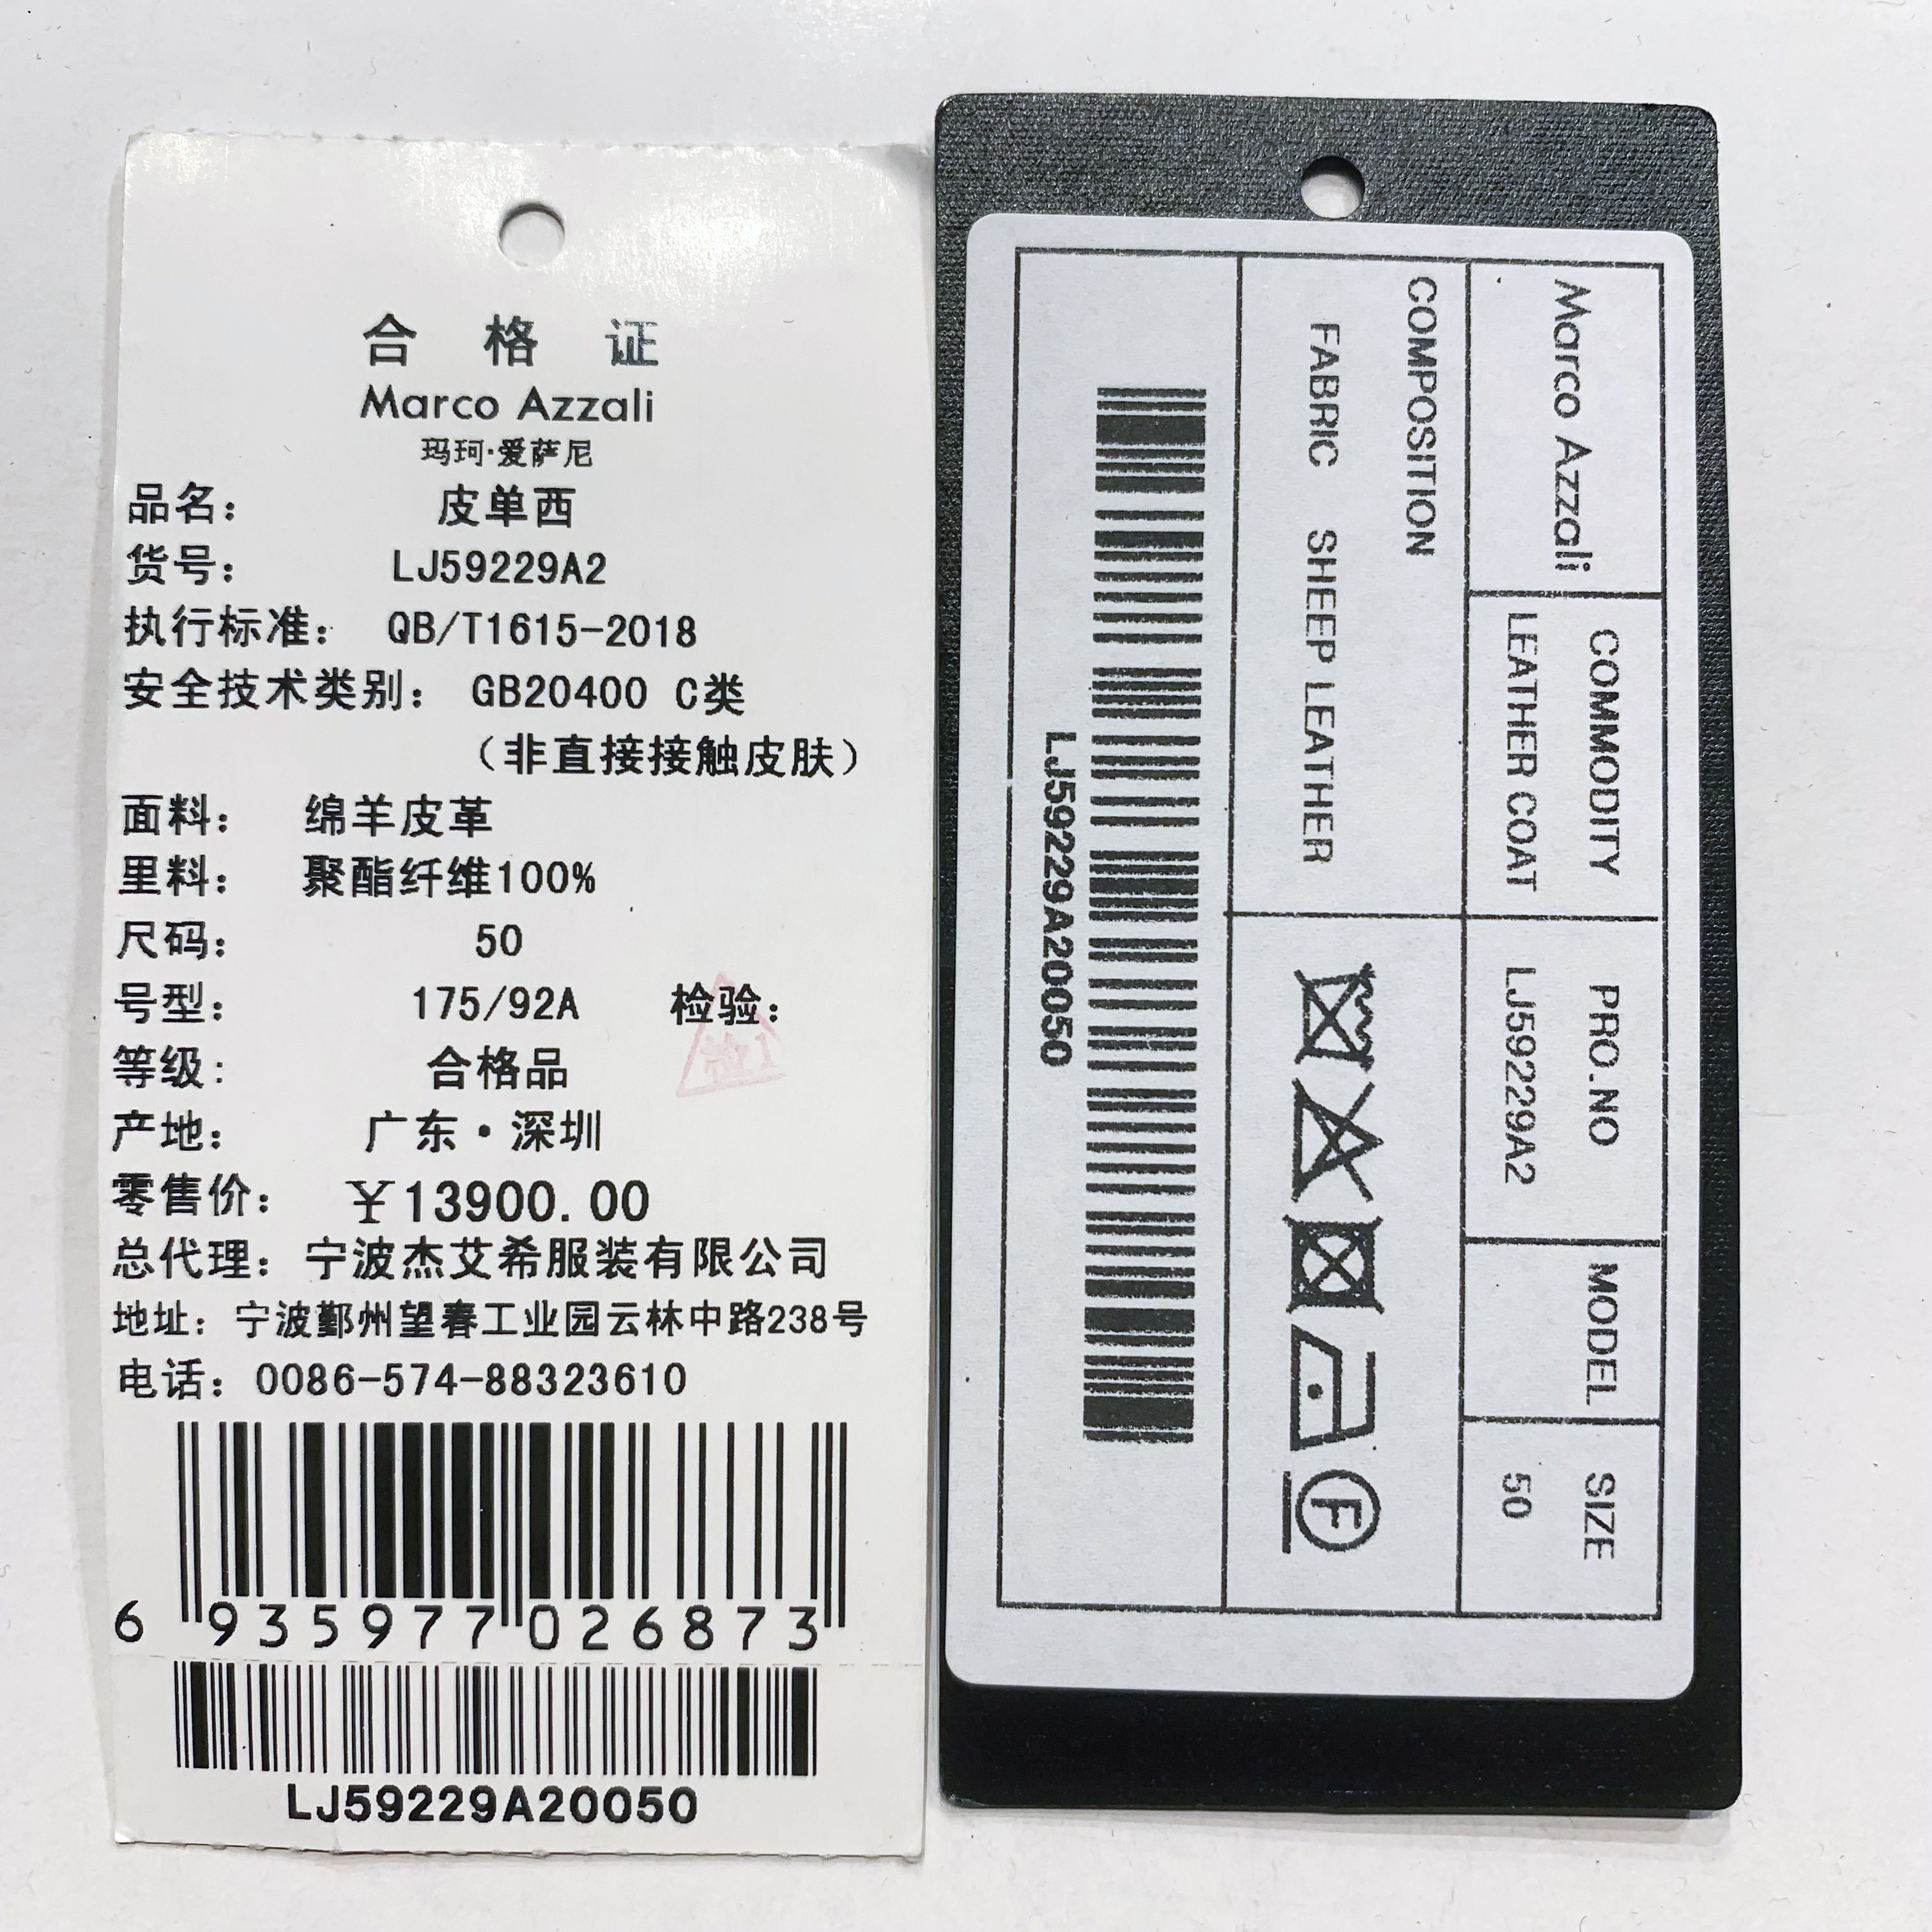 合格证
Marco Azzali
玛珂·爱萨尼
品名： 皮单西
货号： LJ59229A2
执行标准： QB/T1615-2018
安全技术类别： GB20400 C类
（非直接接触皮肤）
面料： 绵羊皮革
里料： 聚酯纤维100%
尺码： 50
号型： 175/92A 检验：
检1
等级： 合格品
产地： 广东·深圳
零售价： ￥13900.00
总代理： 宁波杰艾希服装有限公司
地址： 宁波鄞州望春工业园云林中路238号
电话： 0086-574-88323610
6 935977 026873
LJ59229A20050
Marco Azzali
COMMODITY
LEATHER COAT
PRO.NO
LJ59229A2
MODEL
SIZE
50
COMPOSITION
FABRIC SHEEP LEATHER
F
LJ59229A20050